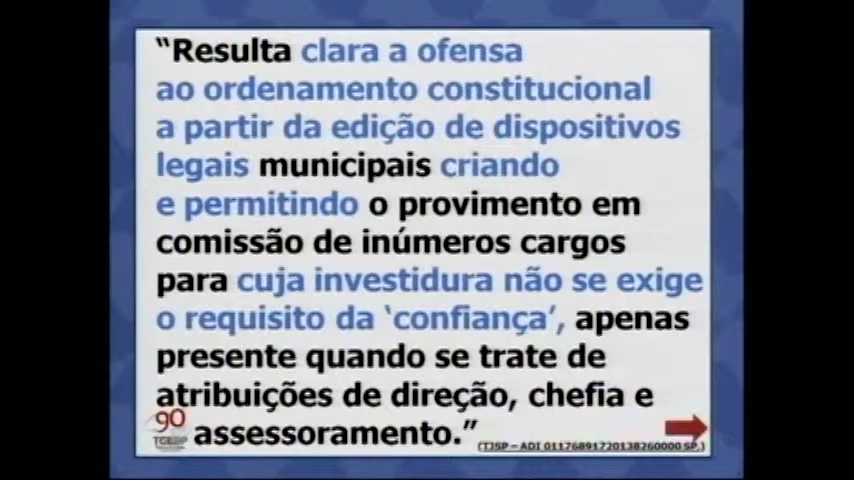 “Resulta clara a ofensa
ao ordenamento constitucional
a partir da edição de dispositivos
legais municipais criando
e permitindo o provimento em
comissão de inúmeros cargos
para cuja investidura não se exige
o requisito da ‘confiança’, apenas
presente quando se trate de
atribuições de direção, chefia e
assessoramento.”
(TJSP – ADI 01176891720138260000 SP.)
90